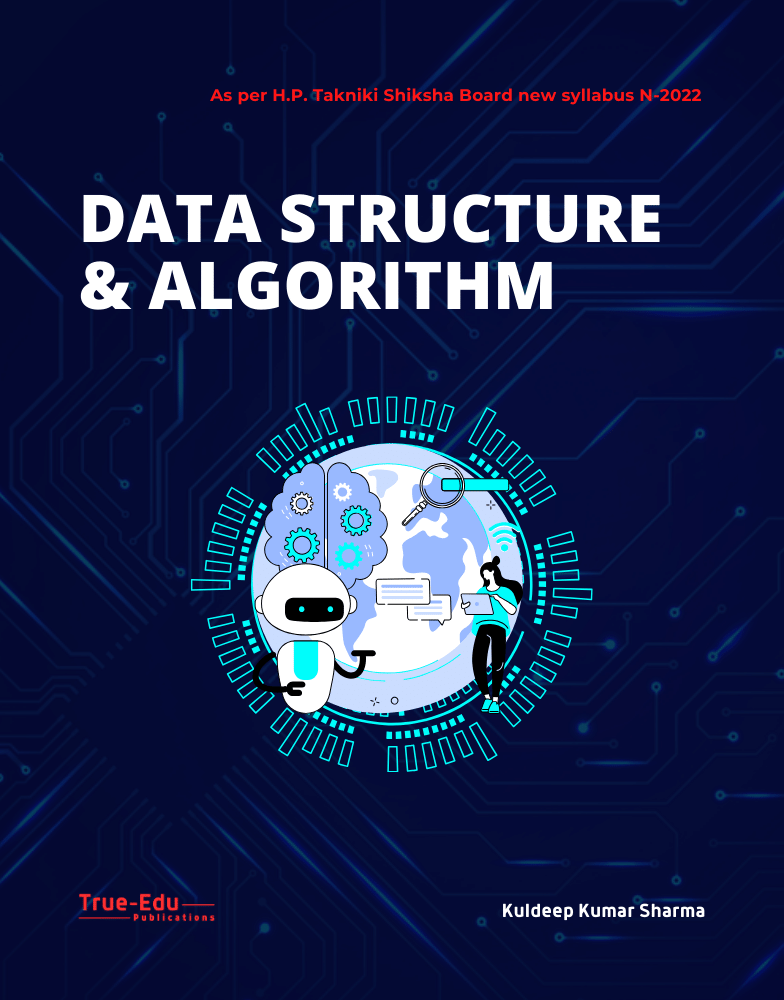 As per H.P. Takniki Shiksha Board new syllabus N-2022
DATA STRUCTURE
& ALGORITHM
True-Edu
Publications
Kuldeep Kumar Sharma